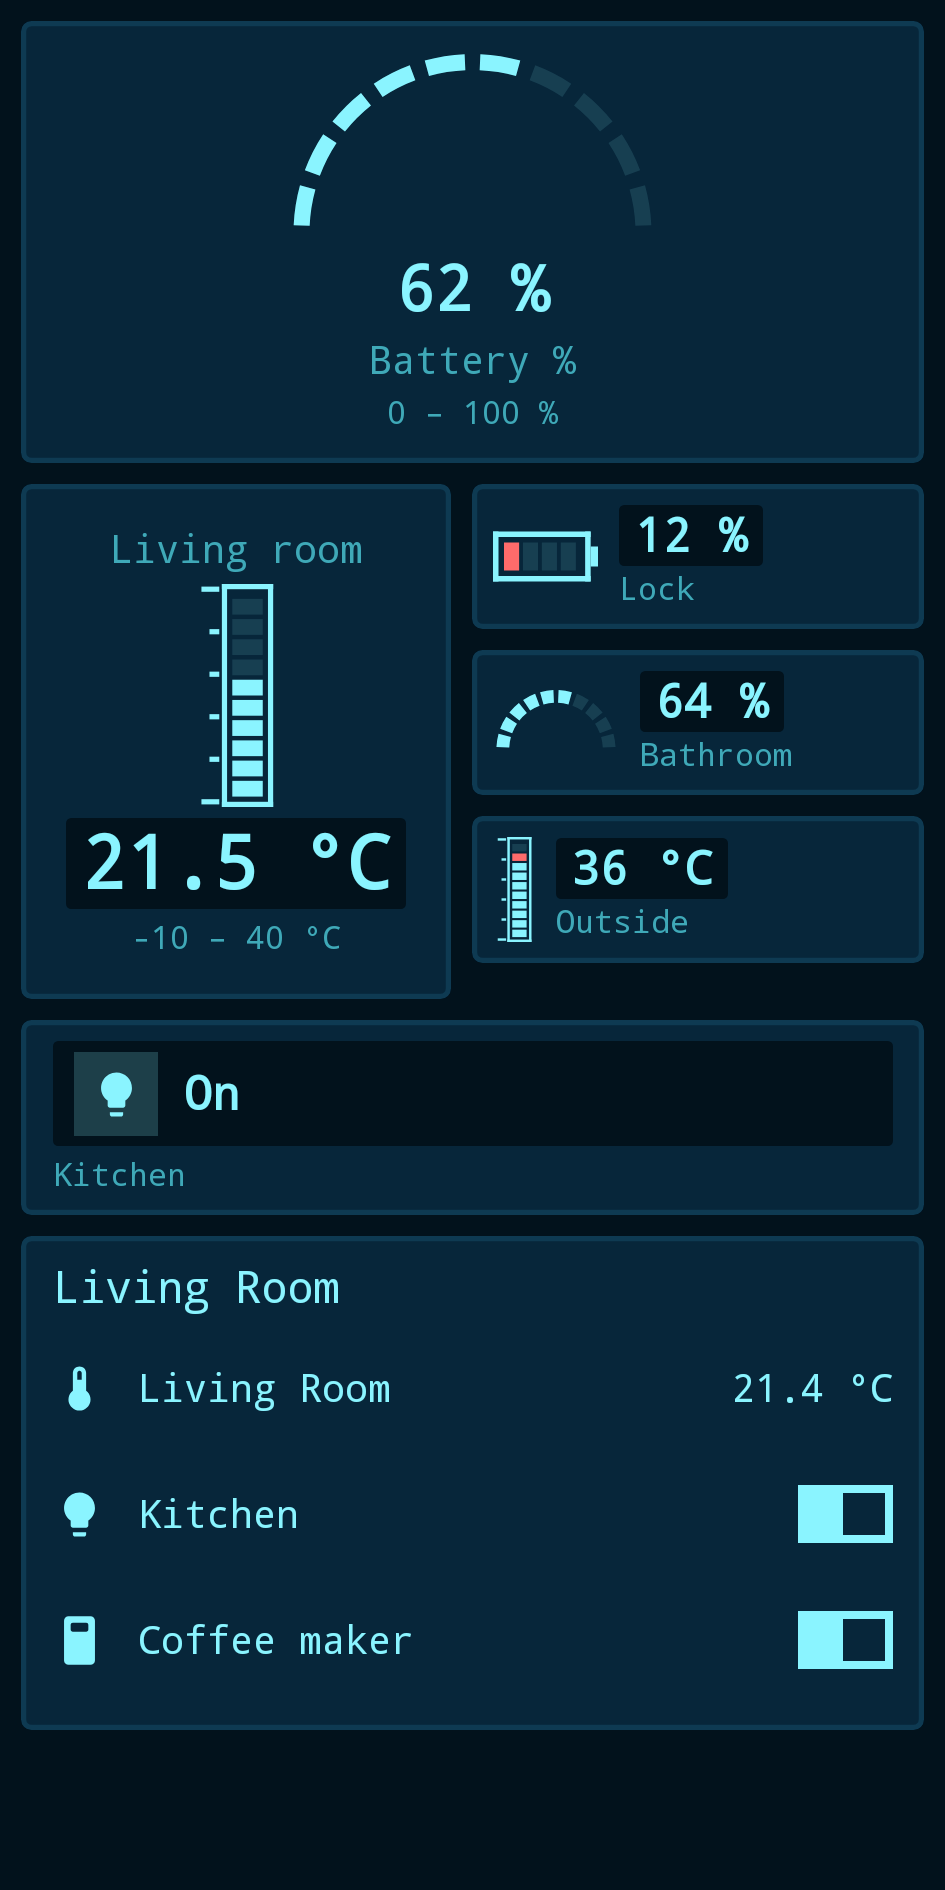 62 %
Battery %
0 – 100 %
Living room
21.5 °C
-10 – 40 °C
12 %
Lock
64 %
Bathroom
36 °C
Outside
On
Kitchen
Living Room
Living Room 21.4 °C
Kitchen
Coffee maker